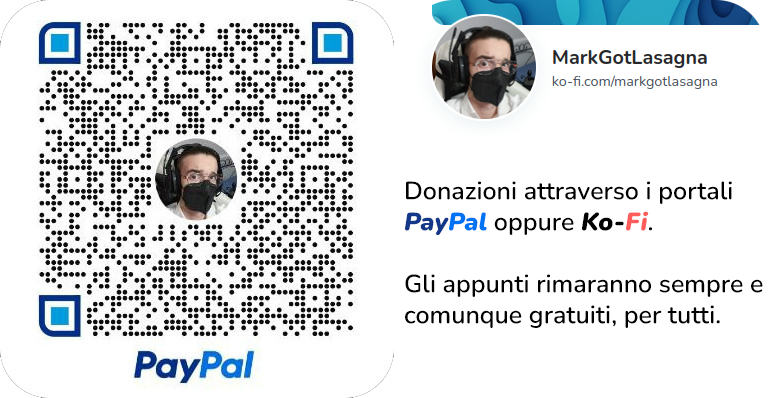 PayPal
MarkGotLasagna
ko-fi.com/markgotlasagna
Donazioni attraverso i portali
PayPal oppure Ko-Fi.
Gli appunti rimaranno sempre e
comunque gratuiti, per tutti.